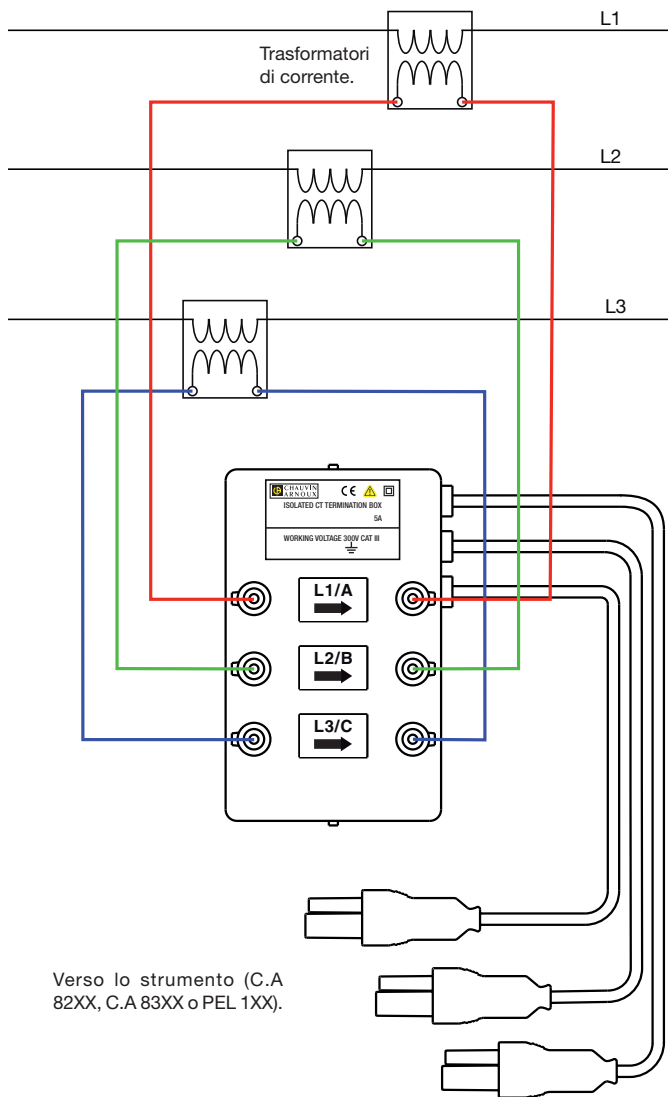 L1
Trasformatori
di corrente.
L2
L3
CHAUVIN
ARNOUX
CE
ISOLATED CT TERMINATION BOX
5A
WORKING VOLTAGE 300V CAT III
L1/A
L2/B
L3/C
Verso lo strumento (C.A
82XX, C.A 83XX o PEL 1XX).